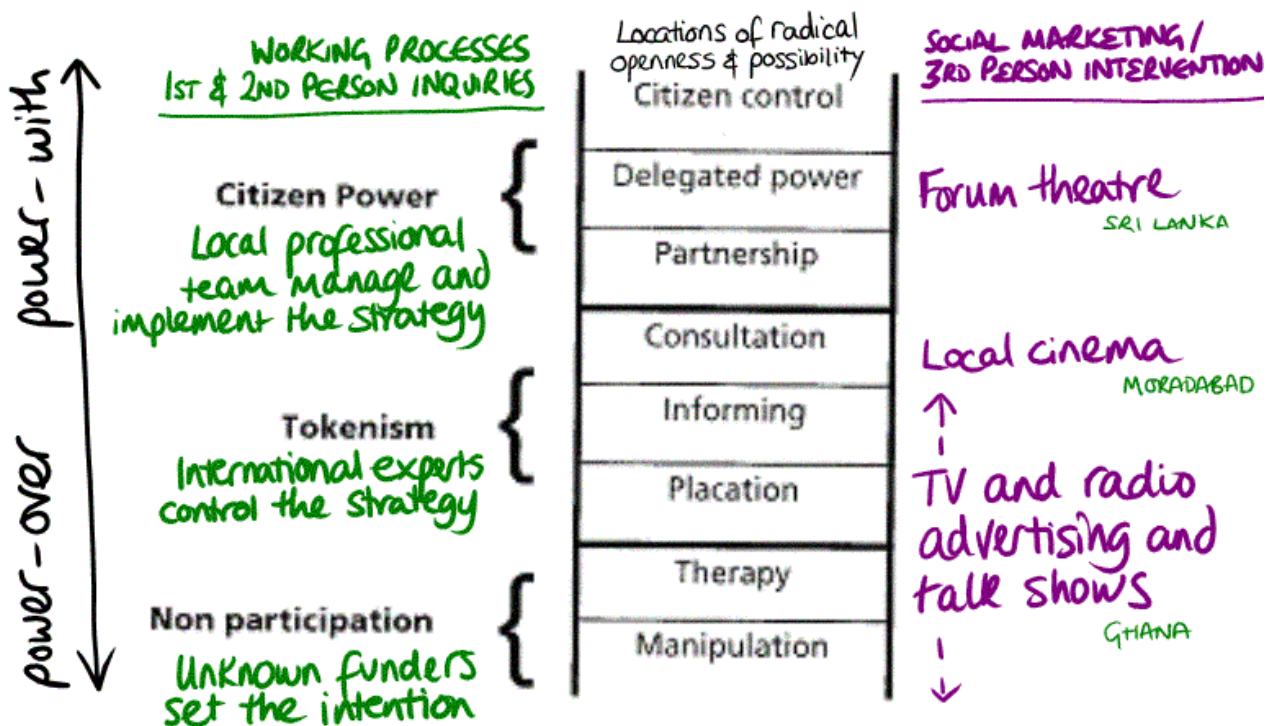 power-with
power-over
WORKING PROCESSES
1ST & 2ND PERSON INQUIRIES
Citizen Power
Local professional
team manage and
implement the strategy
Tokenism
International experts
control the strategy
Non participation
Unknown funders
set the intention
Locations of radical
openness & possibility
Citizen control
Delegated power
Partnership
Consultation
Informing
Placation
Therapy
Manipulation
SOCIAL MARKETING/
3RD PERSON INTERVENTION
Forum theatre
SRI LANKA
Local cinema
MORADABAD
TV and radio
advertising and
talk shows
GHANA